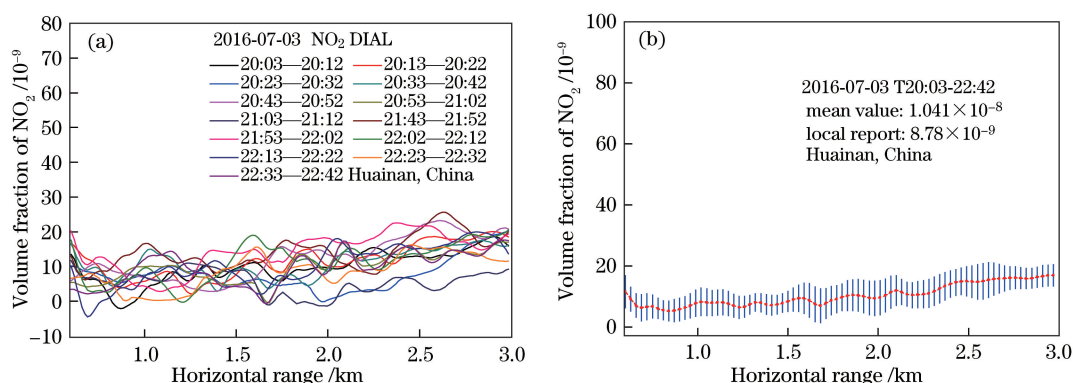 (a)
2016-07-03 NO₂ DIAL
20:03—20:12 20:13—20:22
20:23—20:32 20:33—20:42
20:43—20:52 20:53—21:02
21:03—21:12 21:43—21:52
21:53—22:02 22:02—22:12
22:13—22:22 22:23—22:32
22:33—22:42 Huainan, China
Volume fraction of NO₂ /10⁻⁹
80
70
60
50
40
30
20
10
0
−10
1.0 1.5 2.0 2.5 3.0
Horizontal range /km
(b)
2016-07-03 T20:03-22:42
mean value: 1.041×10⁻⁸
local report: 8.78×10⁻⁹
Huainan, China
Volume fraction of NO₂ /10⁻⁹
100
80
60
40
20
0
1.0 1.5 2.0 2.5 3.0
Horizontal range /km